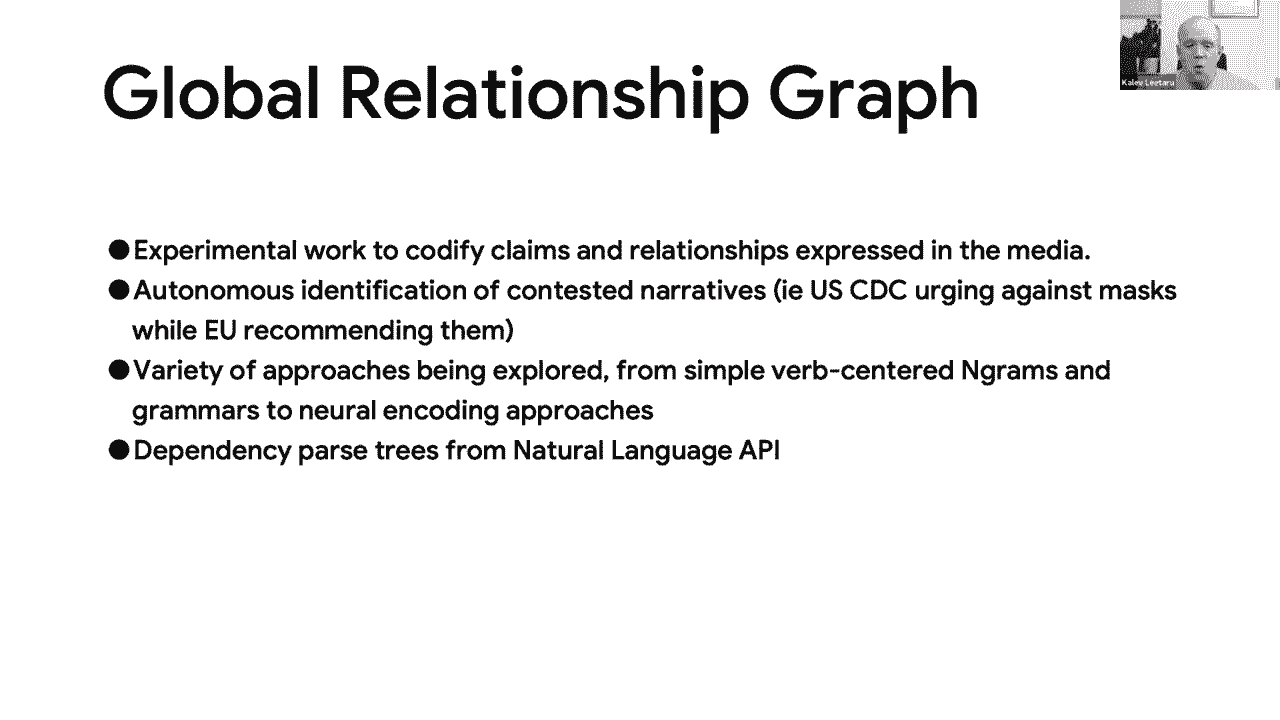 Global Relationship Graph
Kalev Leetaru
●Experimental work to codify claims and relationships expressed in the media.
●Autonomous identification of contested narratives (ie US CDC urging against masks
while EU recommending them)
●Variety of approaches being explored, from simple verb-centered Ngrams and
grammars to neural encoding approaches
●Dependency parse trees from Natural Language API